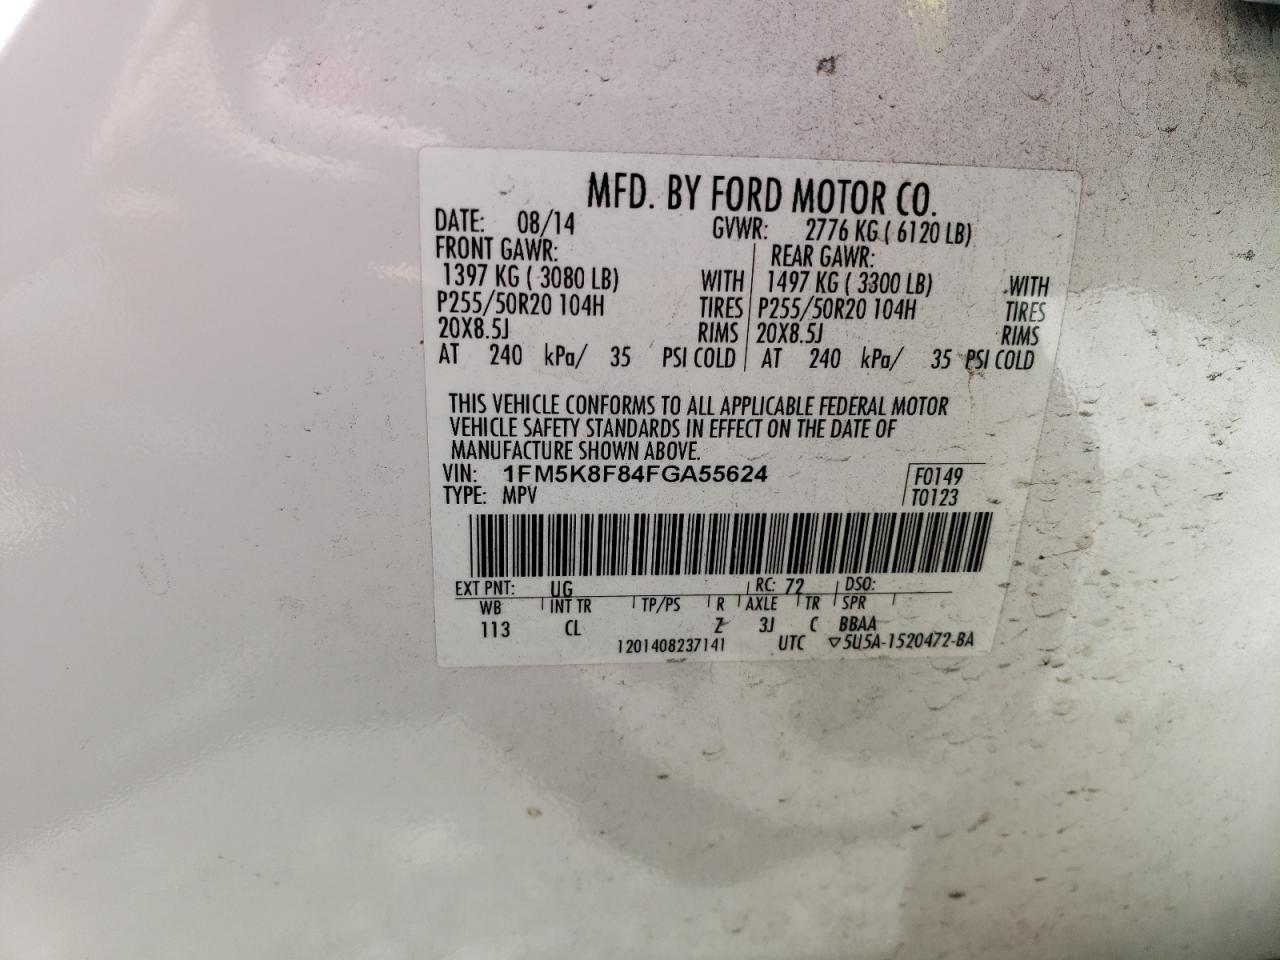 MFD. BY FORD MOTOR CO.
DATE: 08/14 GVWR: 2776 KG ( 6120 LB)
FRONT GAWR: REAR GAWR:
1397 KG ( 3080 LB) WITH 1497 KG ( 3300 LB) WITH
P255/50R20 104H TIRES P255/50R20 104H TIRES
20X8.5J RIMS 20X8.5J RIMS
AT 240 kPa/ 35 PSI COLD AT 240 kPa/ 35 PSI COLD
THIS VEHICLE CONFORMS TO ALL APPLICABLE FEDERAL MOTOR
VEHICLE SAFETY STANDARDS IN EFFECT ON THE DATE OF
MANUFACTURE SHOWN ABOVE.
VIN: 1FM5K8F84FGA55624 F0149
TYPE: MPV T0123
EXT PNT: UG RC: 72 DSO:
WB INT TR TP/PS R AXLE TR SPR
113 CL Z 3J C BBAA
1201408237141 UTC ▽5U5A-1520472-BA